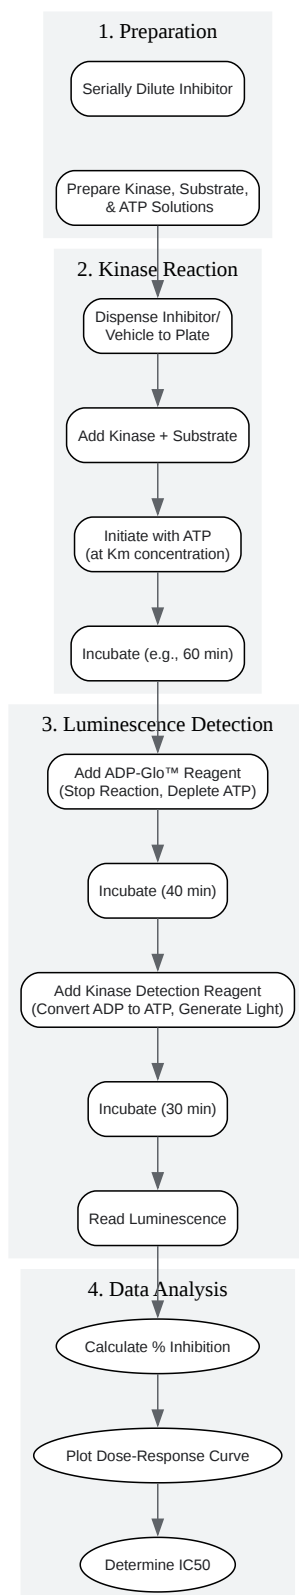 1. Preparation
Serially Dilute Inhibitor
Prepare Kinase, Substrate,
& ATP Solutions
2. Kinase Reaction
Dispense Inhibitor/
Vehicle to Plate
Add Kinase + Substrate
Initiate with ATP
(at Km concentration)
Incubate (e.g., 60 min)
3. Luminescence Detection
Add ADP-Glo™ Reagent
(Stop Reaction, Deplete ATP)
Incubate (40 min)
Add Kinase Detection Reagent
(Convert ADP to ATP, Generate Light)
Incubate (30 min)
Read Luminescence
4. Data Analysis
Calculate % Inhibition
Plot Dose-Response Curve
Determine IC50